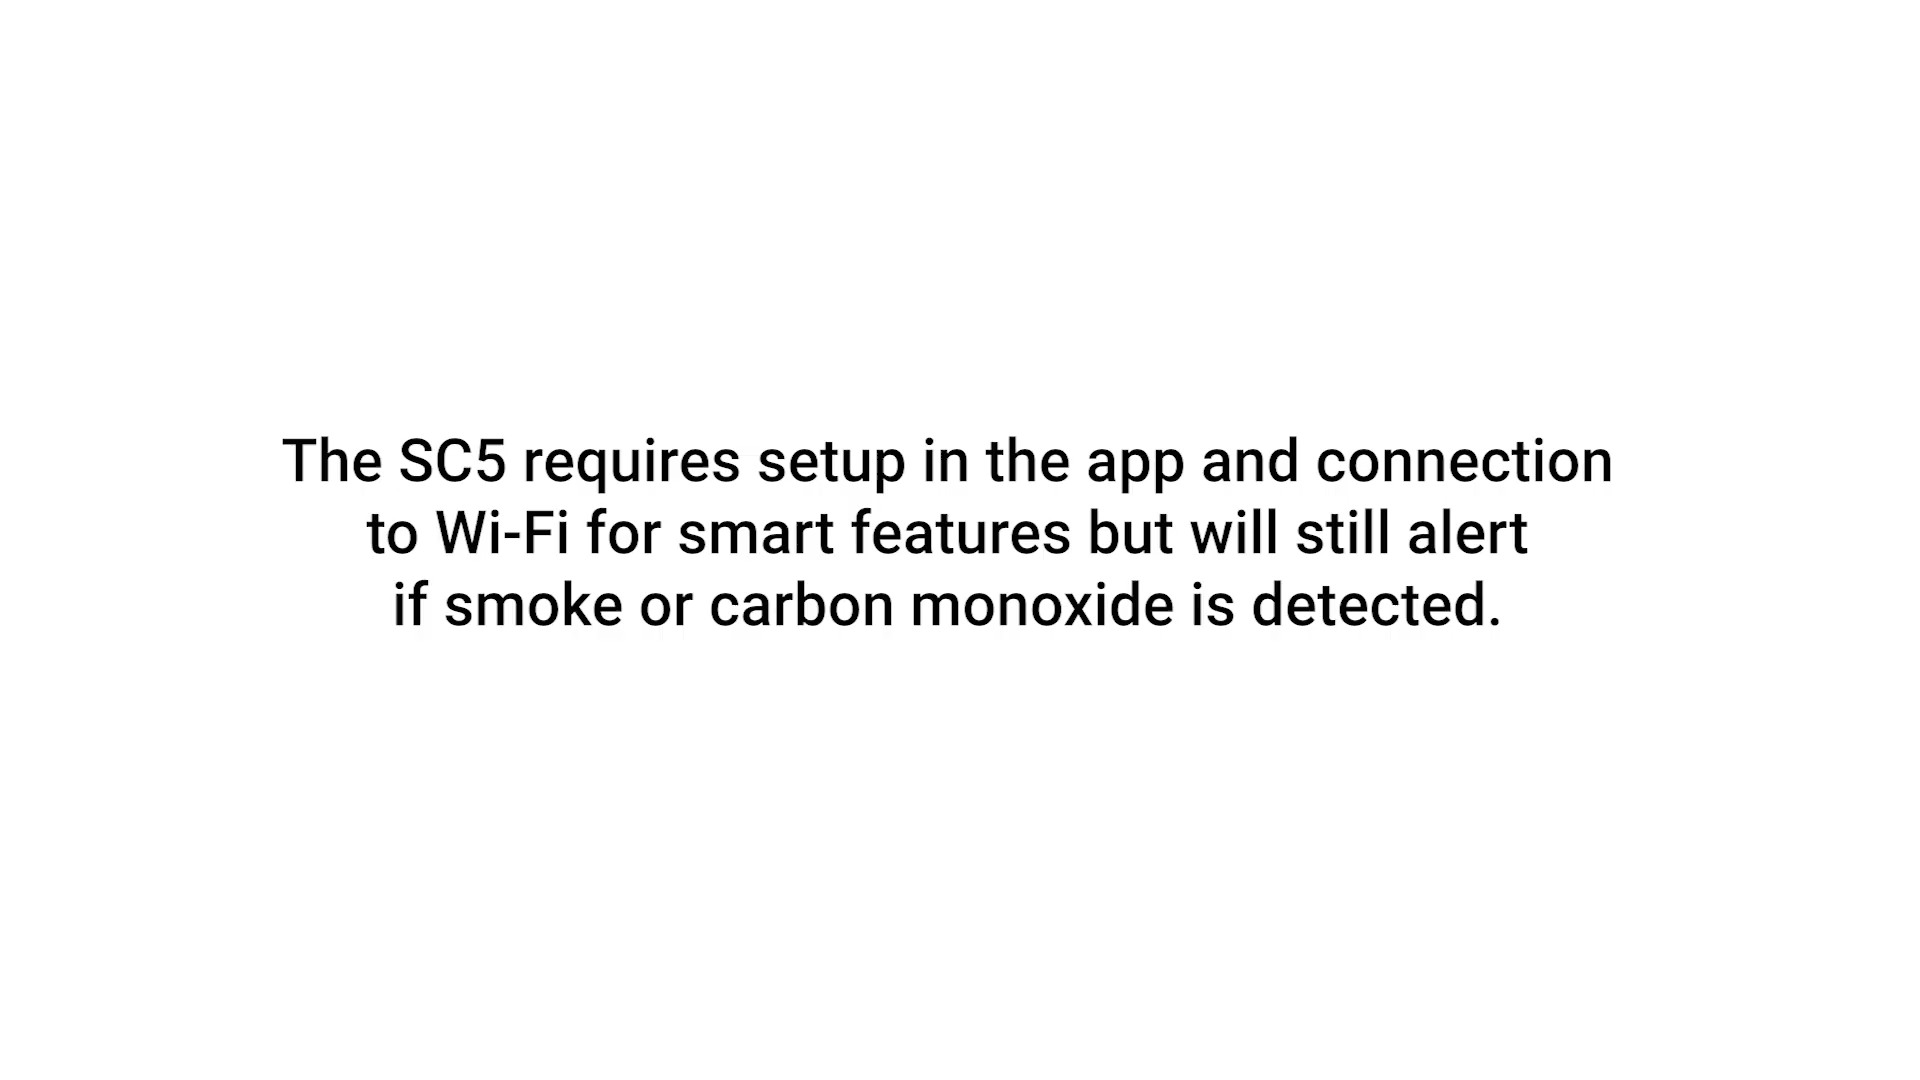 The SC5 requires setup in the app and connection
to Wi-Fi for smart features but will still alert
if smoke or carbon monoxide is detected.